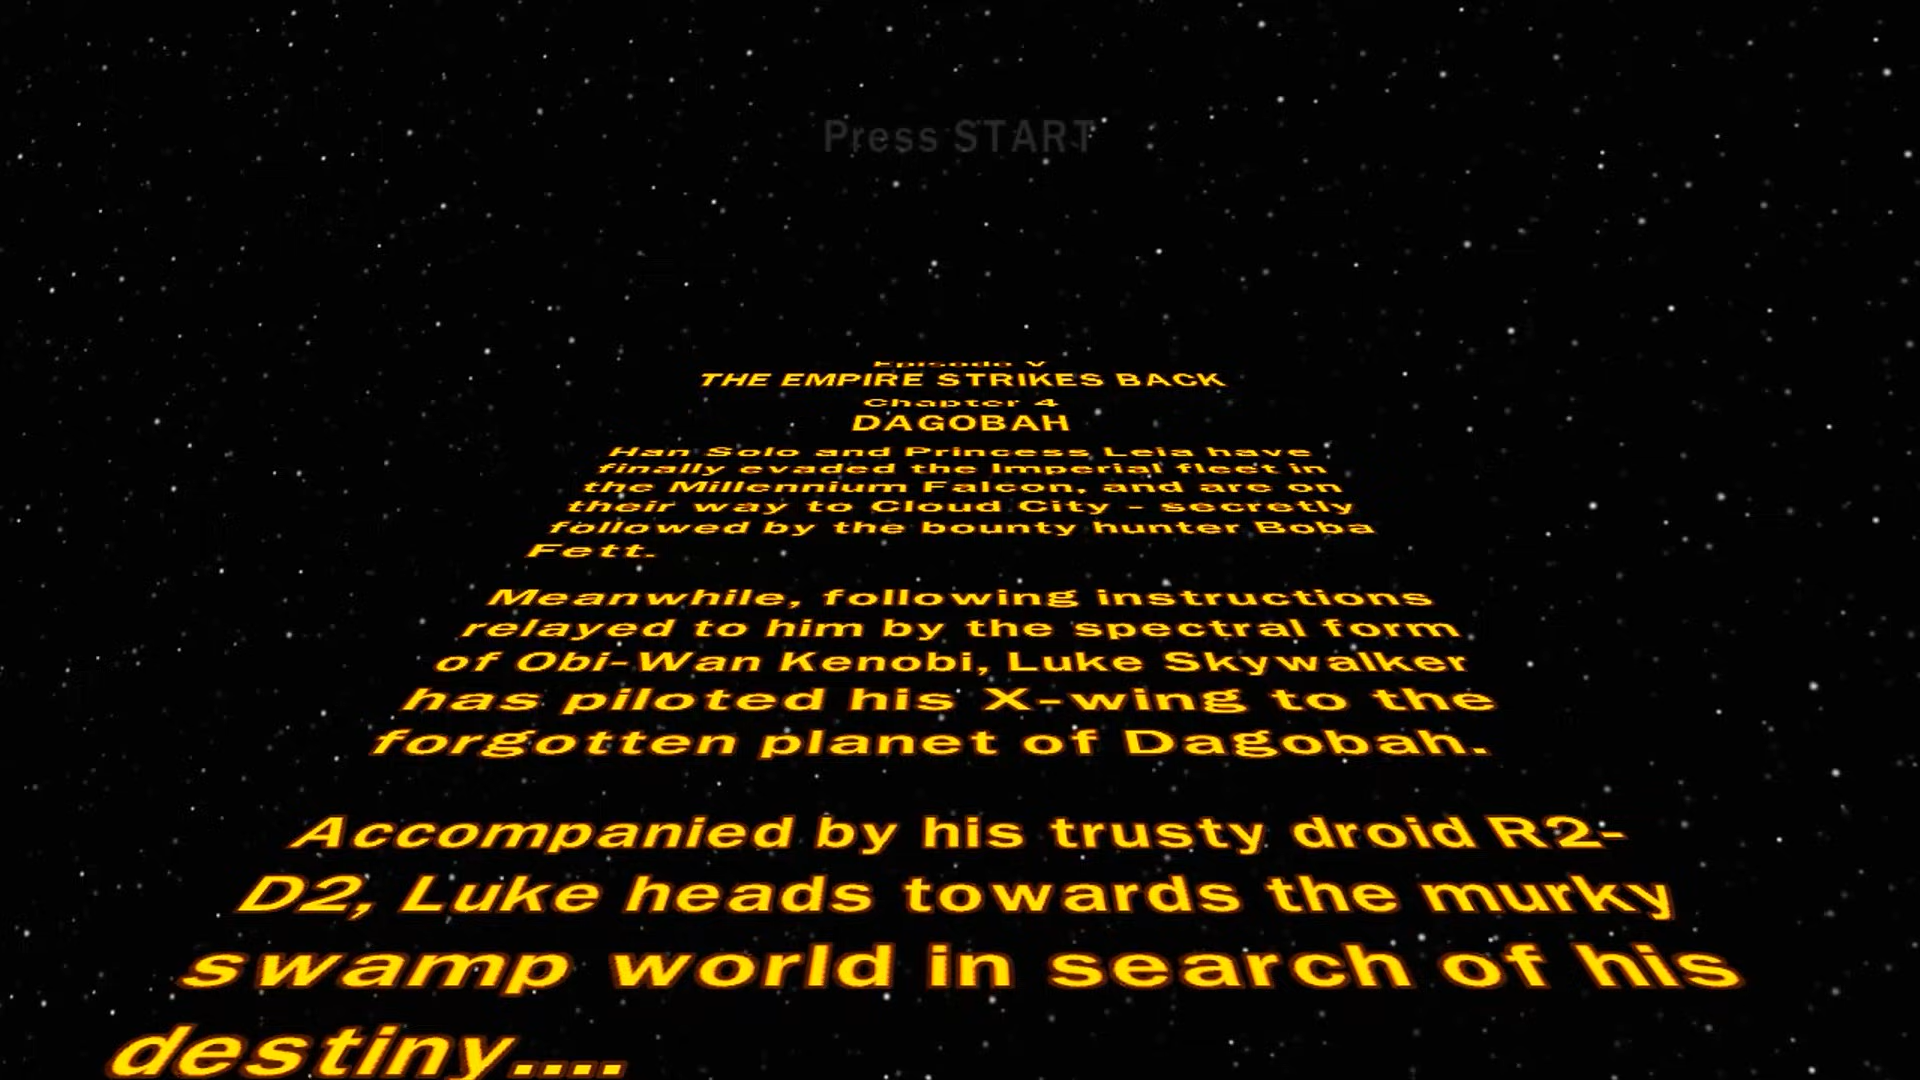 Press START
Episode V
THE EMPIRE STRIKES BACK
Chapter 4
DAGOBAH
Han Solo and Princess Leia have
finally evaded the Imperial fleet in
the Millennium Falcon, and are on
their way to Cloud City - secretly
followed by the bounty hunter Boba
Fett.
Meanwhile, following instructions
relayed to him by the spectral form
of Obi-Wan Kenobi, Luke Skywalker
has piloted his X-wing to the
forgotten planet of Dagobah.
Accompanied by his trusty droid R2-
D2, Luke heads towards the murky
swamp world in search of his
destiny....